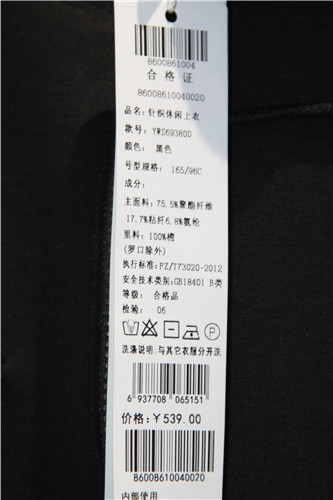 8600861004
合格证
86008610040020
品名: 针织休闲上衣
款号: YWS693800
颜色: 黑色
号型规格: 165/96C
成分:
主面料: 75.5%聚酯纤维
17.7%粘纤6.8%氨纶
里料: 100%棉
(罗口除外)
执行标准: FZ/T73020-2012
安全技术类别: GB18401 B类
等级: 合格品
检验: 06
洗涤说明: 与其它衣服分开洗
6 937708 065151
价格: ¥539.00
86008610040020
内部使用